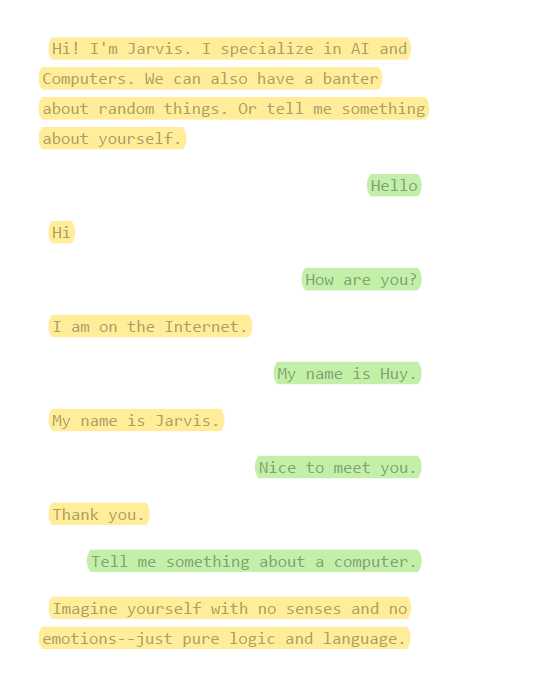 Hi! I'm Jarvis. I specialize in AI and
Computers. We can also have a banter
about random things. Or tell me something
about yourself.
Hello
Hi
How are you?
I am on the Internet.
My name is Huy.
My name is Jarvis.
Nice to meet you.
Thank you.
Tell me something about a computer.
Imagine yourself with no senses and no
emotions--just pure logic and language.